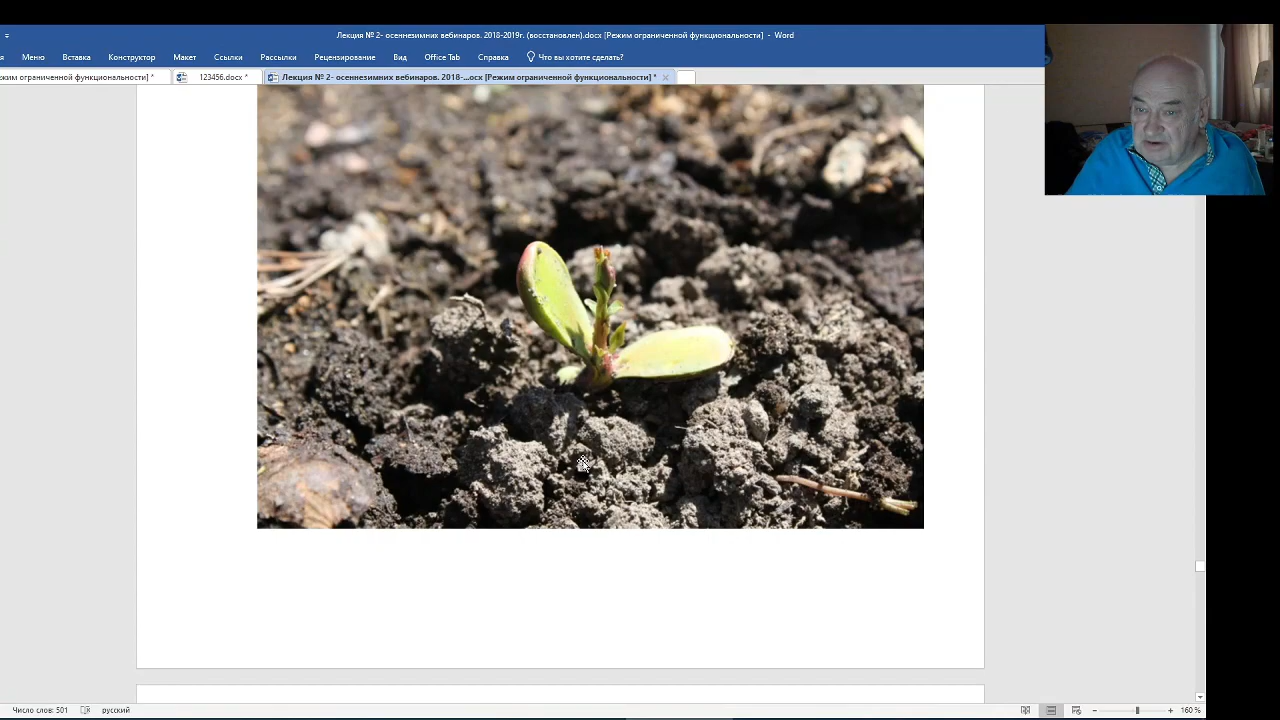 Лекция № 2- осеннезимних вебинаров. 2018-2019г. (восстановлен).docx [Режим ограниченной функциональности] - Word
Меню Вставка Конструктор Макет Ссылки Рассылки Рецензирование Вид Office Tab Справка Что вы хотите сделать?
ежим ограниченной функциональности] * 123456.docx * Лекция № 2- осеннезимних вебинаров. 2018-...осх [Режим ограниченной функциональности] *
Число слов: 501 русский 160 %